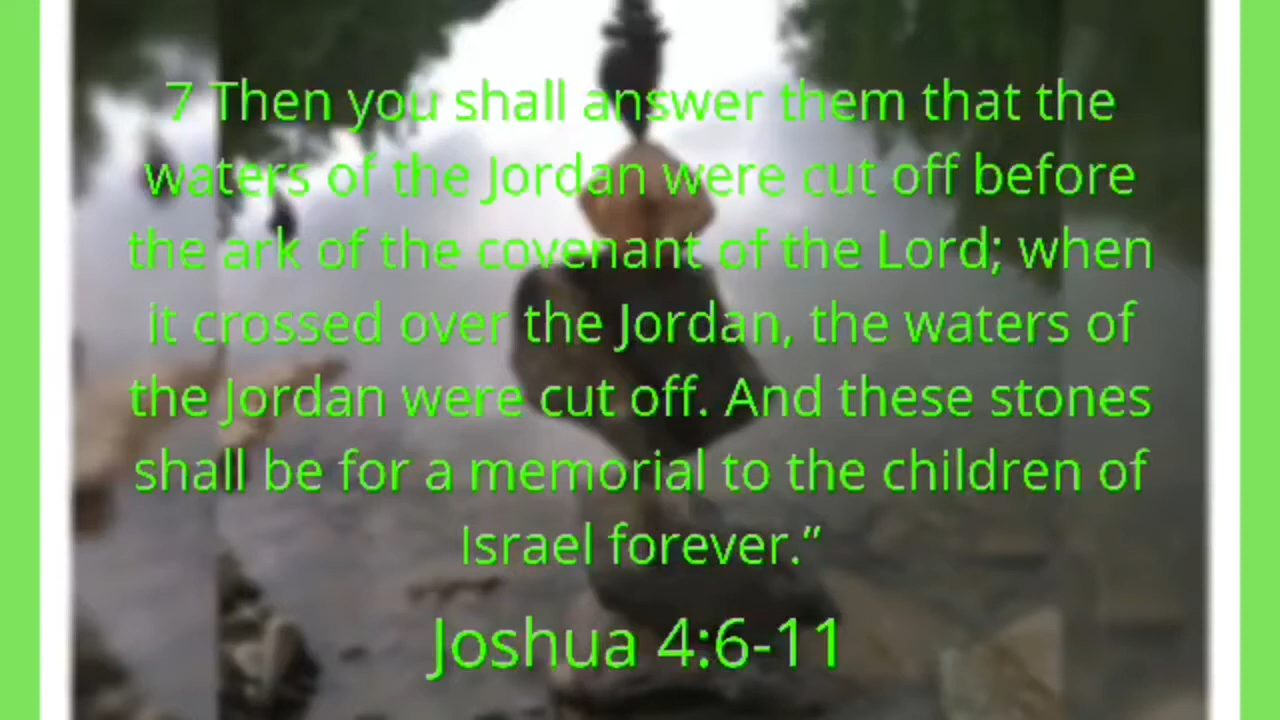 7 Then you shall answer them that the
waters of the Jordan were cut off before
the ark of the covenant of the Lord; when
it crossed over the Jordan, the waters of
the Jordan were cut off. And these stones
shall be for a memorial to the children of
Israel forever.”
Joshua 4:6-11